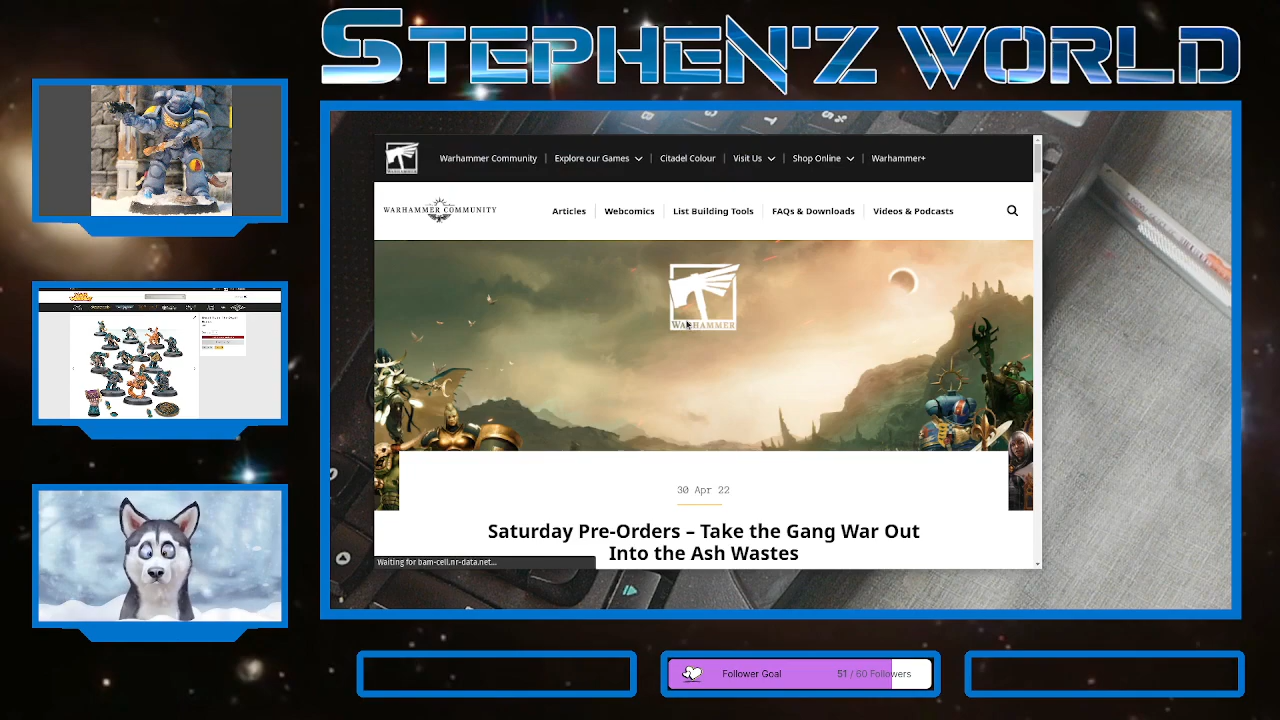 STEPHEN'Z WORLD
Warhammer Community
Explore our Games
Citadel Colour
Visit Us
Shop Online
Warhammer+
WARHAMMER COMMUNITY
Articles
Webcomics
List Building Tools
FAQs & Downloads
Videos & Podcasts
WARHAMMER
30 Apr 22
Saturday Pre-Orders – Take the Gang War Out
Into the Ash Wastes
Waiting for bam-cell.nr-data.net...
Follower Goal
51 / 60 Followers